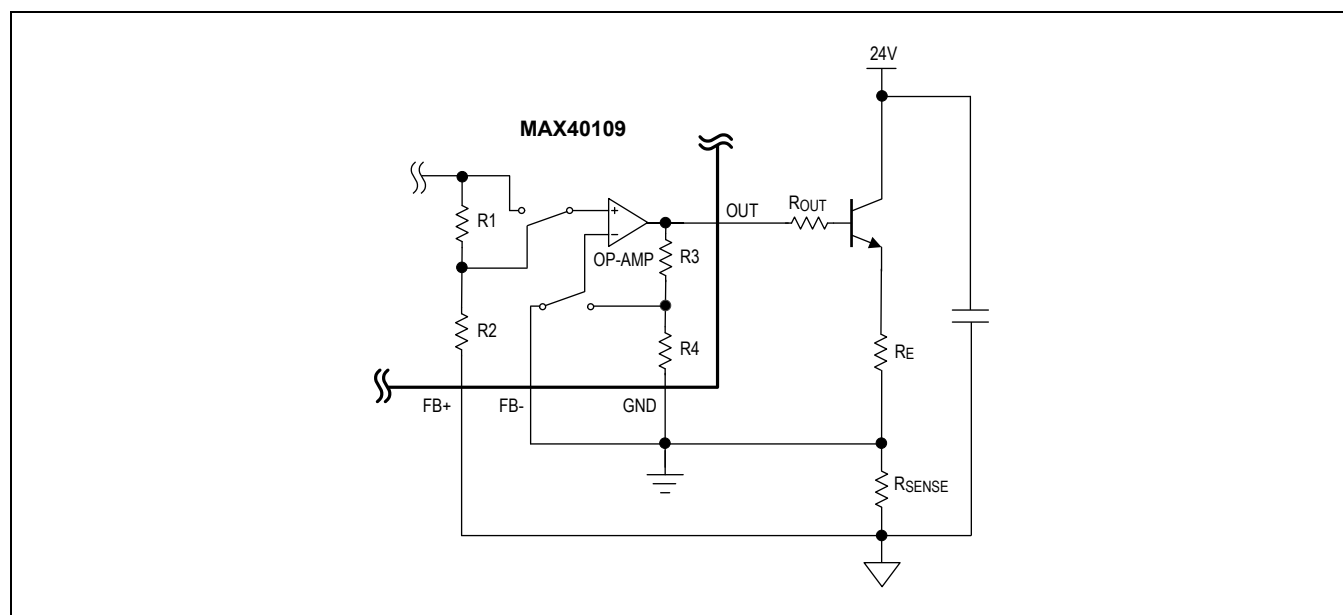 24V
MAX40109
R1
OUT
ROUT
OP-AMP
R3
R2
R4
RE
FB+
FB-
GND
RSENSE